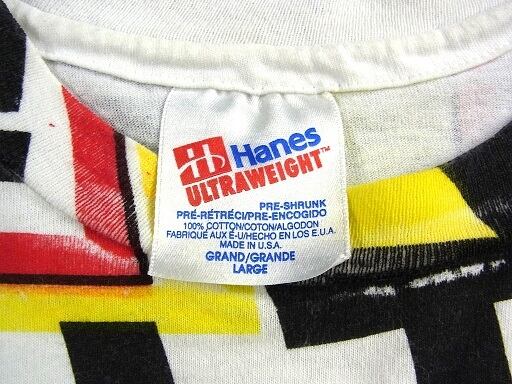 Hanes
ULTRAWEIGHT™
PRE-SHRUNK
PRÉ-RÉTRÉCI/PRE-ENCOGIDO
100% COTTON/COTON/ALGODON
FABRIQUÉ AUX É-U/HECHO EN LOS E.U.A.
MADE IN U.S.A.
GRAND/GRANDE
LARGE